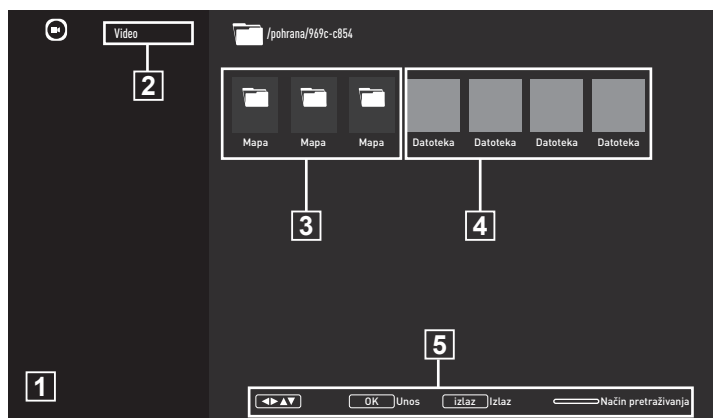 Video
/pohrana/969c-c854
2
Mapa Mapa Mapa Datoteka Datoteka Datoteka Datoteka
3 4
5
1
◀▶▲▼ OK Unos izlaz Izlaz Način pretraživanja